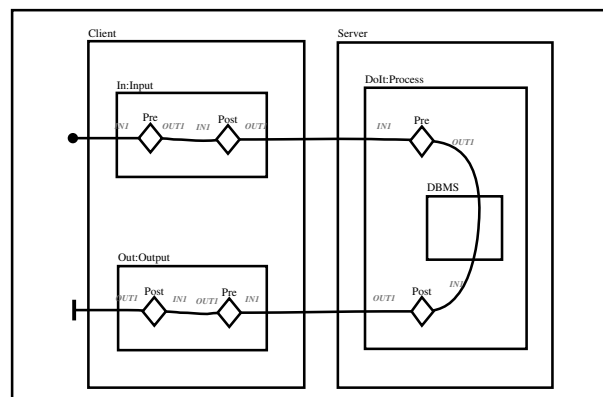 Client
Server
In:Input
DoIt:Process
Pre
Post
Pre
IN1
OUT1
IN1
OUT1
IN1
OUT1
DBMS
Out:Output
Post
Pre
Post
OUT1
IN1
OUT1
IN1
OUT1
IN1